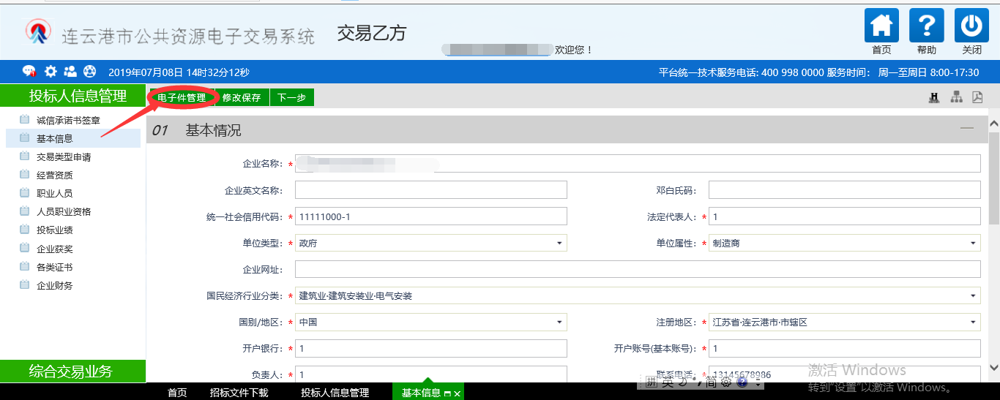 连云港市公共资源电子交易系统 交易乙方
欢迎您！
首页 帮助 关闭
2019年07月08日 14时32分12秒
平台统一技术服务电话: 400 998 0000 服务时间： 周一至周日 8:00-17:30
投标人信息管理
电子件管理 修改保存 下一步
诚信承诺书签章
基本信息
交易类型申请
经营资质
职业人员
人员职业资格
投标业绩
企业获奖
各类证书
企业财务
综合交易业务
01 基本情况
企业名称：*
企业英文名称：
邓白氏码：
统一社会信用代码：* 11111000-1
法定代表人：* 1
单位类型：* 政府
单位属性：* 制造商
企业网址：
国民经济行业分类：* 建筑业·建筑安装业·电气安装
国别/地区：* 中国
注册地区：* 江苏省·连云港市·市辖区
开户银行：* 1
开户账号(基本账号)：* 1
负责人：* 1
联系电话：* 13145678986
拼 英 简
激活 Windows
转到"设置"以激活 Windows。
首页 招标文件下载 投标人信息管理 基本信息